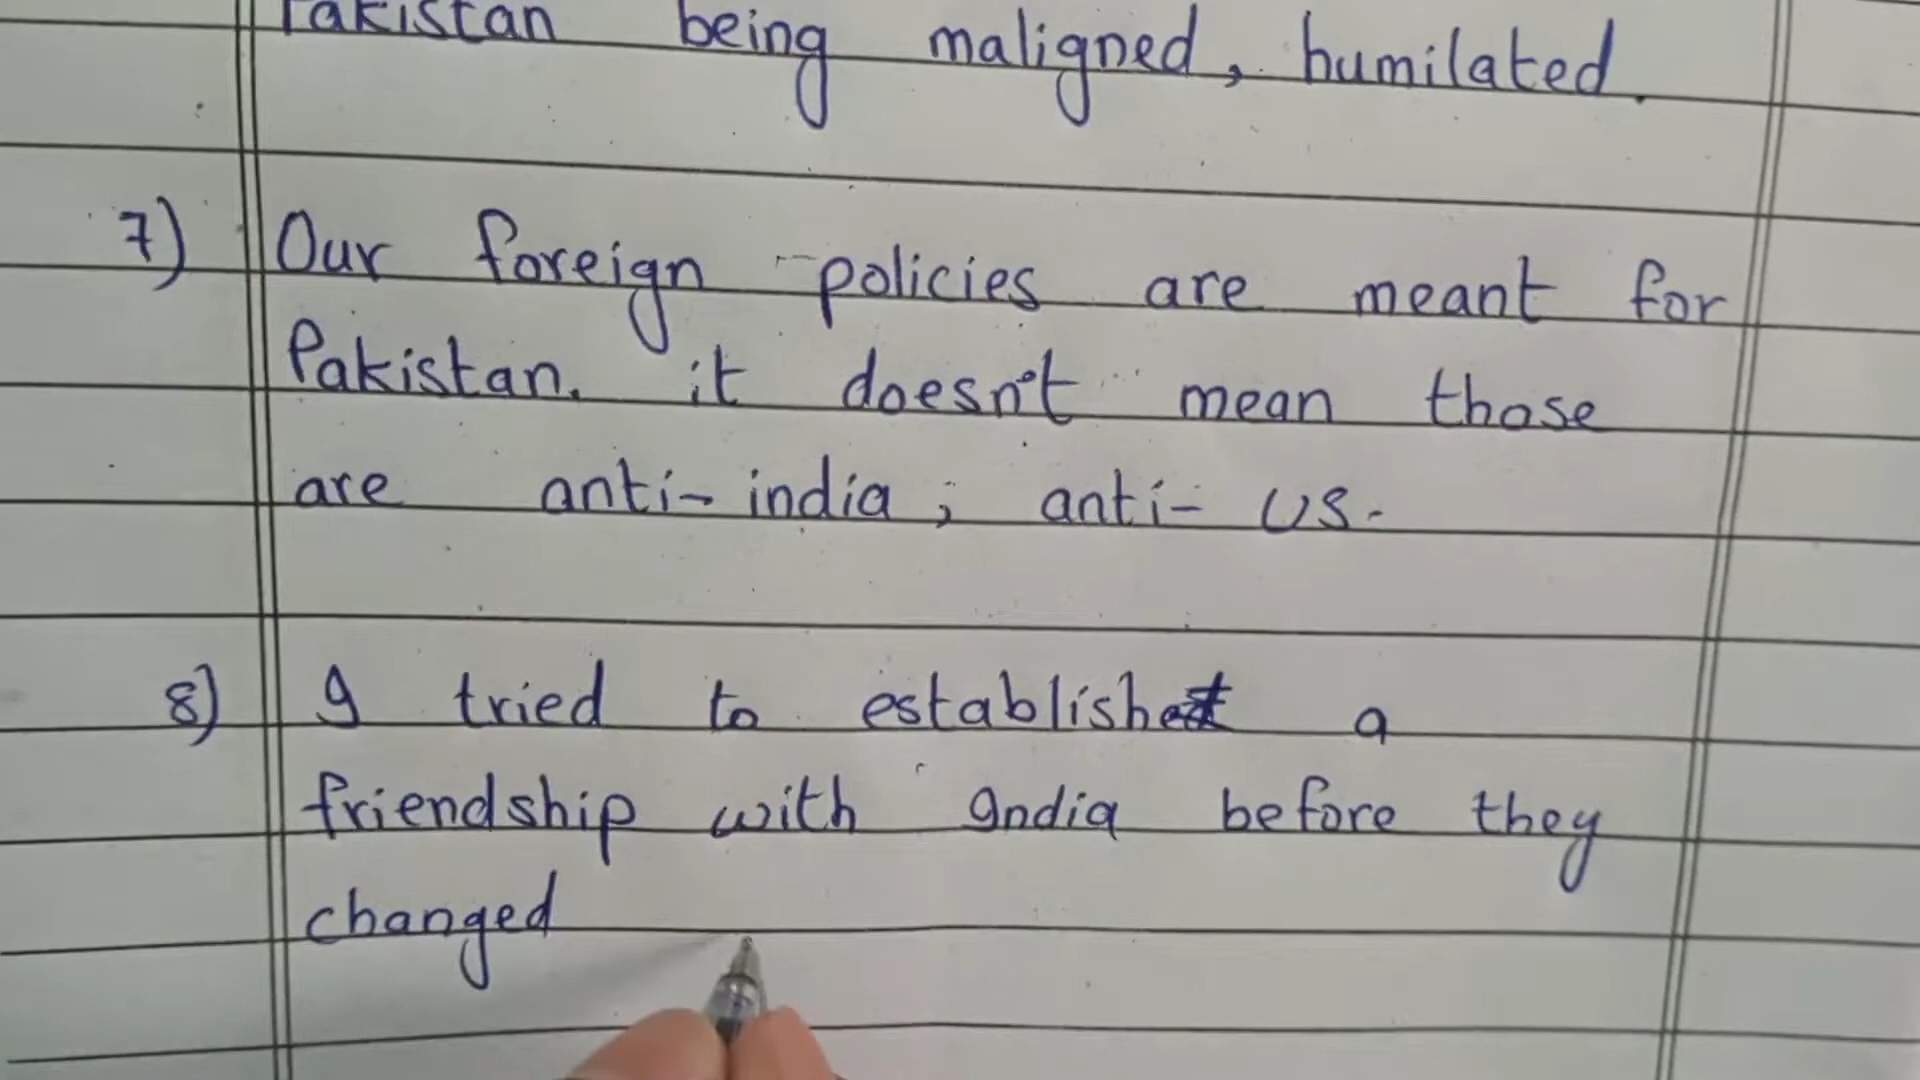 Pakistan being maligned, humilated.
7) Our foreign policies are meant for
Pakistan. it doesn't mean those
are anti-india, anti-US.
8) I tried to establish a
friendship with India before they
changed